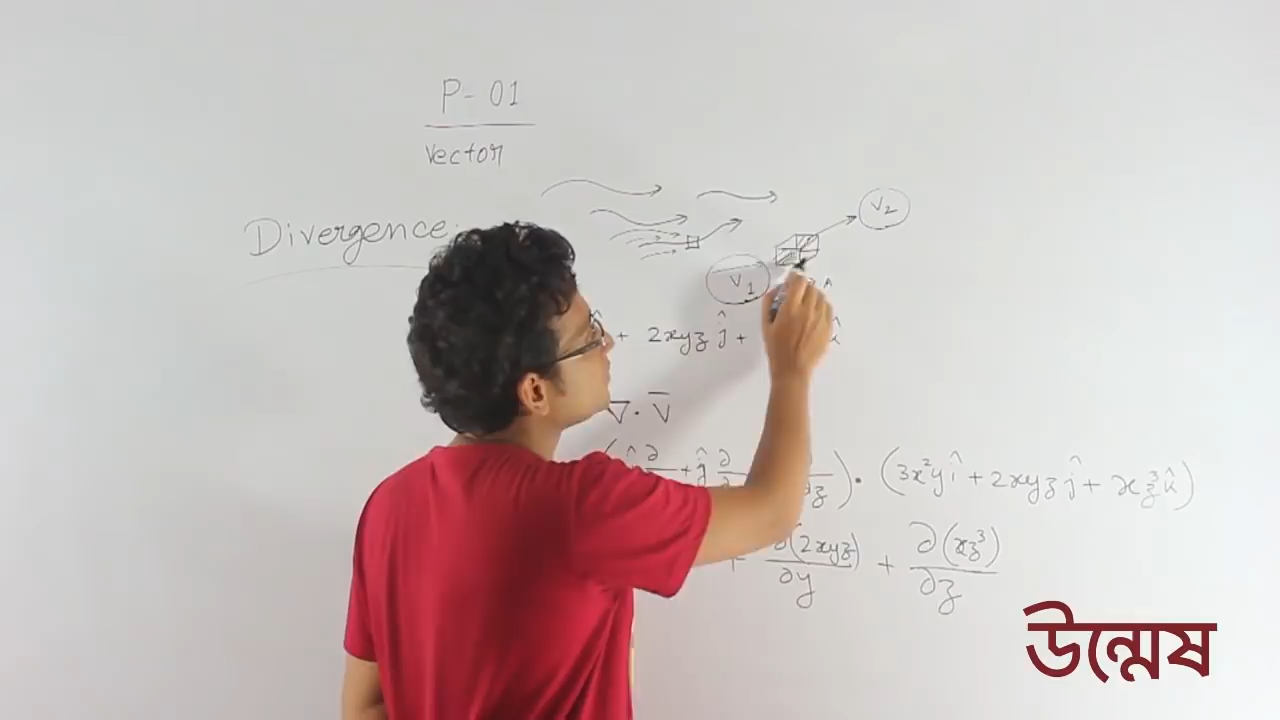 P-01
Vector
Divergence
V₂
V₁
+ 2xyz ĵ + k̂
∇ · V̄
î ∂ + ĵ ∂ ∂z ) · (3x²y î + 2xyz ĵ + xz³ k̂)
+ ∂(2xyz)/∂y + ∂(xz³)/∂z
উন্মেষ